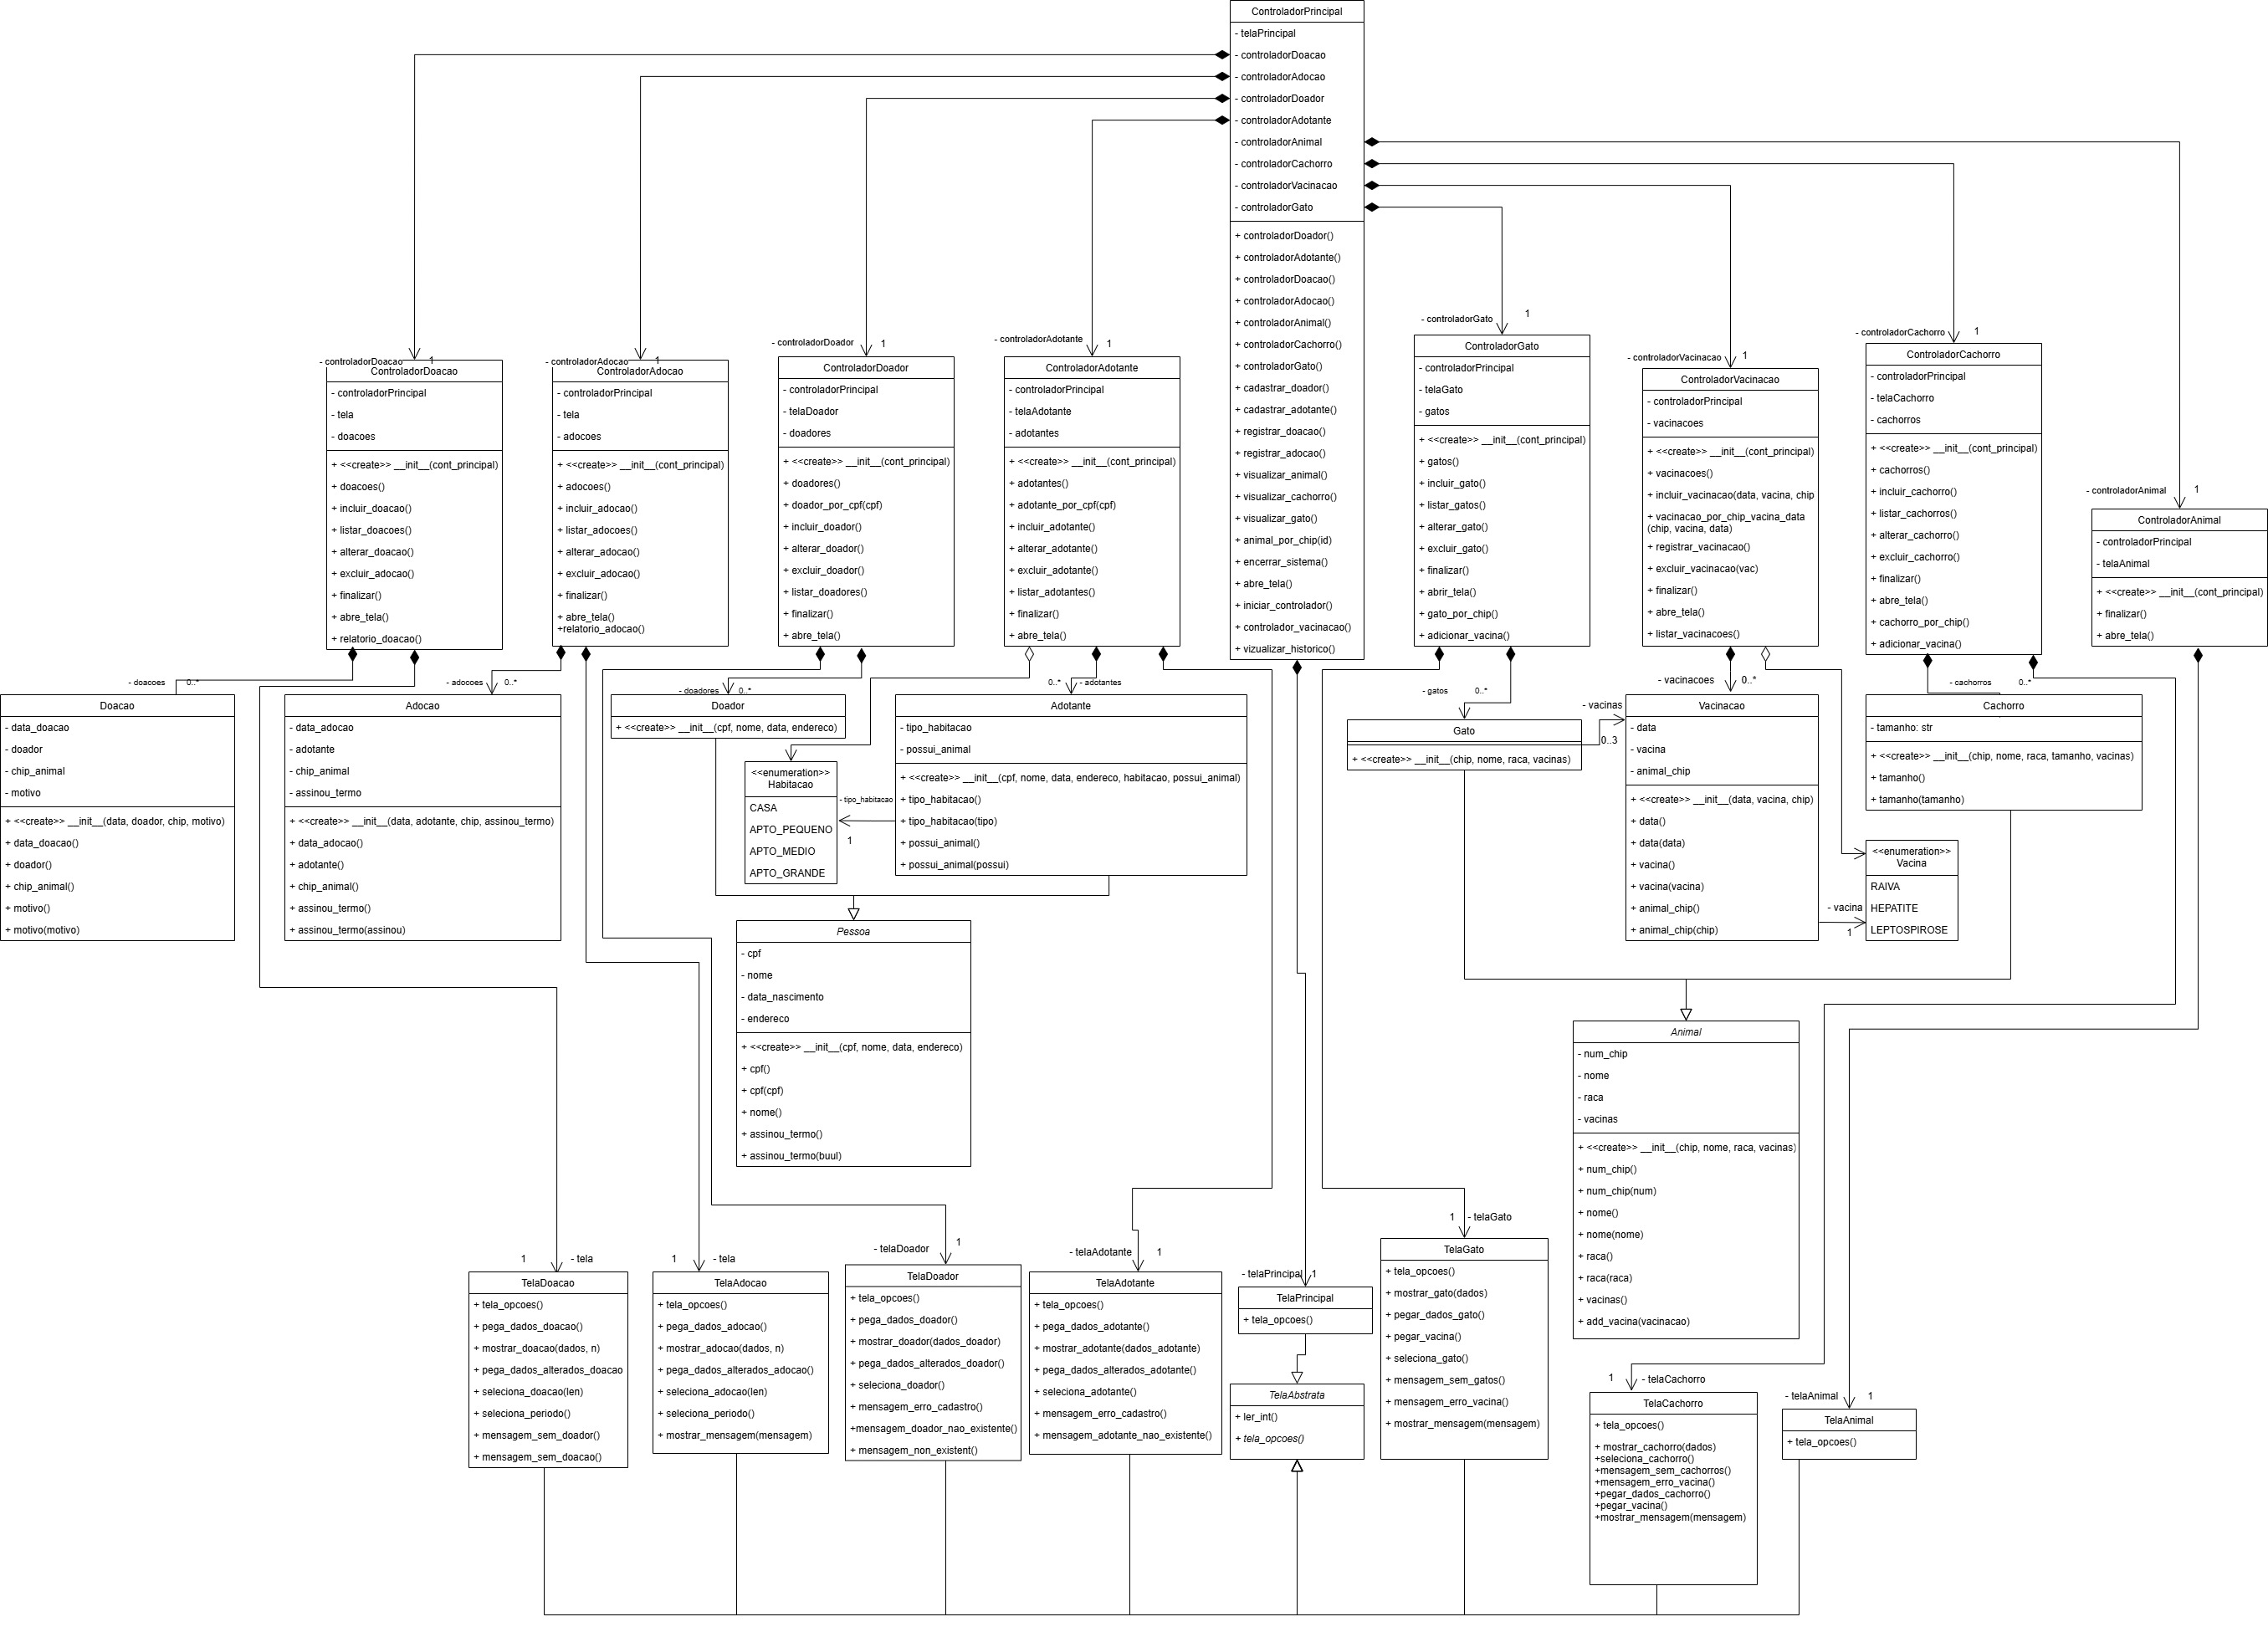 ControladorPrincipal
- telaPrincipal
- controladorDoacao
- controladorAdocao
- controladorDoador
- controladorAdotante
- controladorAnimal
- controladorCachorro
- controladorVacinacao
- controladorGato
+ controladorDoador()
+ controladorAdotante()
+ controladorDoacao()
+ controladorAdocao()
+ controladorAnimal()
+ controladorCachorro()
+ controladorGato()
+ cadastrar_doador()
+ cadastrar_adotante()
+ registrar_doacao()
+ registrar_adocao()
+ visualizar_animal()
+ visualizar_cachorro()
+ visualizar_gato()
+ animal_por_chip(id)
+ encerrar_sistema()
+ abre_tela()
+ iniciar_controlador()
+ controlador_vacinacao()
+ vizualizar_historico()
- controladorDoacao
1
ControladorDoacao
- controladorPrincipal
- tela
- doacoes
+ <<create>> __init__(cont_principal)
+ doacoes()
+ incluir_doacao()
+ listar_doacoes()
+ alterar_doacao()
+ excluir_adocao()
+ finalizar()
+ abre_tela()
+ relatorio_doacao()
- controladorAdocao
1
ControladorAdocao
- controladorPrincipal
- tela
- adocoes
+ <<create>> __init__(cont_principal)
+ adocoes()
+ incluir_adocao()
+ listar_adocoes()
+ alterar_adocao()
+ excluir_adocao()
+ finalizar()
+ abre_tela()
+relatorio_adocao()
- controladorDoador
1
ControladorDoador
- controladorPrincipal
- telaDoador
- doadores
+ <<create>> __init__(cont_principal)
+ doadores()
+ doador_por_cpf(cpf)
+ incluir_doador()
+ alterar_doador()
+ excluir_doador()
+ listar_doadores()
+ finalizar()
+ abre_tela()
- controladorAdotante
1
ControladorAdotante
- controladorPrincipal
- telaAdotante
- adotantes
+ <<create>> __init__(cont_principal)
+ adotantes()
+ adotante_por_cpf(cpf)
+ incluir_adotante()
+ alterar_adotante()
+ excluir_adotante()
+ listar_adotantes()
+ finalizar()
+ abre_tela()
- controladorGato
1
ControladorGato
- controladorPrincipal
- telaGato
- gatos
+ <<create>> __init__(cont_principal)
+ gatos()
+ incluir_gato()
+ listar_gatos()
+ alterar_gato()
+ excluir_gato()
+ finalizar()
+ abrir_tela()
+ gato_por_chip()
+ adicionar_vacina()
- controladorVacinacao
1
ControladorVacinacao
- controladorPrincipal
- vacinacoes
+ <<create>> __init__(cont_principal)
+ vacinacoes()
+ incluir_vacinacao(data, vacina, chip
+ vacinacao_por_chip_vacina_data
(chip, vacina, data)
+ registrar_vacinacao()
+ excluir_vacinacao(vac)
+ finalizar()
+ abre_tela()
+ listar_vacinacoes()
- controladorCachorro
1
ControladorCachorro
- controladorPrincipal
- telaCachorro
- cachorros
+ <<create>> __init__(cont_principal)
+ cachorros()
+ incluir_cachorro()
+ listar_cachorros()
+ alterar_cachorro()
+ excluir_cachorro()
+ finalizar()
+ abre_tela()
+ cachorro_por_chip()
+ adicionar_vacina()
- controladorAnimal
1
ControladorAnimal
- controladorPrincipal
- telaAnimal
+ <<create>> __init__(cont_principal)
+ finalizar()
+ abre_tela()
- doacoes
0..*
Doacao
- data_doacao
- doador
- chip_animal
- motivo
+ <<create>> __init__(data, doador, chip, motivo)
+ data_doacao()
+ doador()
+ chip_animal()
+ motivo()
+ motivo(motivo)
- adocoes
0..*
Adocao
- data_adocao
- adotante
- chip_animal
- assinou_termo
+ <<create>> __init__(data, adotante, chip, assinou_termo)
+ data_adocao()
+ adotante()
+ chip_animal()
+ assinou_termo()
+ assinou_termo(assinou)
- doadores
0..*
Doador
+ <<create>> __init__(cpf, nome, data, endereco)
<<enumeration>>
Habitacao
CASA
APTO_PEQUENO
APTO_MEDIO
APTO_GRANDE
- tipo_habitacao
1
0..*
- adotantes
Adotante
- tipo_habitacao
- possui_animal
+ <<create>> __init__(cpf, nome, data, endereco, habitacao, possui_animal)
+ tipo_habitacao()
+ tipo_habitacao(tipo)
+ possui_animal()
+ possui_animal(possui)
- gatos
0..*
Gato
+ <<create>> __init__(chip, nome, raca, vacinas)
- vacinas
0..3
- vacinacoes
0..*
Vacinacao
- data
- vacina
- animal_chip
+ <<create>> __init__(data, vacina, chip)
+ data()
+ data(data)
+ vacina()
+ vacina(vacina)
+ animal_chip()
+ animal_chip(chip)
- cachorros
0..*
Cachorro
- tamanho: str
+ <<create>> __init__(chip, nome, raca, tamanho, vacinas)
+ tamanho()
+ tamanho(tamanho)
<<enumeration>>
Vacina
RAIVA
HEPATITE
LEPTOSPIROSE
- vacina
1
Pessoa
- cpf
- nome
- data_nascimento
- endereco
+ <<create>> __init__(cpf, nome, data, endereco)
+ cpf()
+ cpf(cpf)
+ nome()
+ assinou_termo()
+ assinou_termo(buul)
Animal
- num_chip
- nome
- raca
- vacinas
+ <<create>> __init__(chip, nome, raca, vacinas)
+ num_chip()
+ num_chip(num)
+ nome()
+ nome(nome)
+ raca()
+ raca(raca)
+ vacinas()
+ add_vacina(vacinacao)
1
- tela
TelaDoacao
+ tela_opcoes()
+ pega_dados_doacao()
+ mostrar_doacao(dados, n)
+ pega_dados_alterados_doacao
+ seleciona_doacao(len)
+ seleciona_periodo()
+ mensagem_sem_doador()
+ mensagem_sem_doacao()
1
- tela
TelaAdocao
+ tela_opcoes()
+ pega_dados_adocao()
+ mostrar_adocao(dados, n)
+ pega_dados_alterados_adocao()
+ seleciona_adocao(len)
+ seleciona_periodo()
+ mostrar_mensagem(mensagem)
- telaDoador
1
TelaDoador
+ tela_opcoes()
+ pega_dados_doador()
+ mostrar_doador(dados_doador)
+ pega_dados_alterados_doador()
+ seleciona_doador()
+ mensagem_erro_cadastro()
+mensagem_doador_nao_existente()
+ mensagem_non_existent()
- telaAdotante
1
TelaAdotante
+ tela_opcoes()
+ pega_dados_adotante()
+ mostrar_adotante(dados_adotante)
+ pega_dados_alterados_adotante()
+ seleciona_adotante()
+ mensagem_erro_cadastro()
+ mensagem_adotante_nao_existente()
- telaPrincipal
1
TelaPrincipal
+ tela_opcoes()
TelaAbstrata
+ ler_int()
+ tela_opcoes()
1
- telaGato
TelaGato
+ tela_opcoes()
+ mostrar_gato(dados)
+ pegar_dados_gato()
+ pegar_vacina()
+ seleciona_gato()
+ mensagem_sem_gatos()
+ mensagem_erro_vacina()
+ mostrar_mensagem(mensagem)
1
- telaCachorro
TelaCachorro
+ tela_opcoes()
+ mostrar_cachorro(dados)
+seleciona_cachorro()
+mensagem_sem_cachorros()
+mensagem_erro_vacina()
+pegar_dados_cachorro()
+pegar_vacina()
+mostrar_mensagem(mensagem)
- telaAnimal
1
TelaAnimal
+ tela_opcoes()